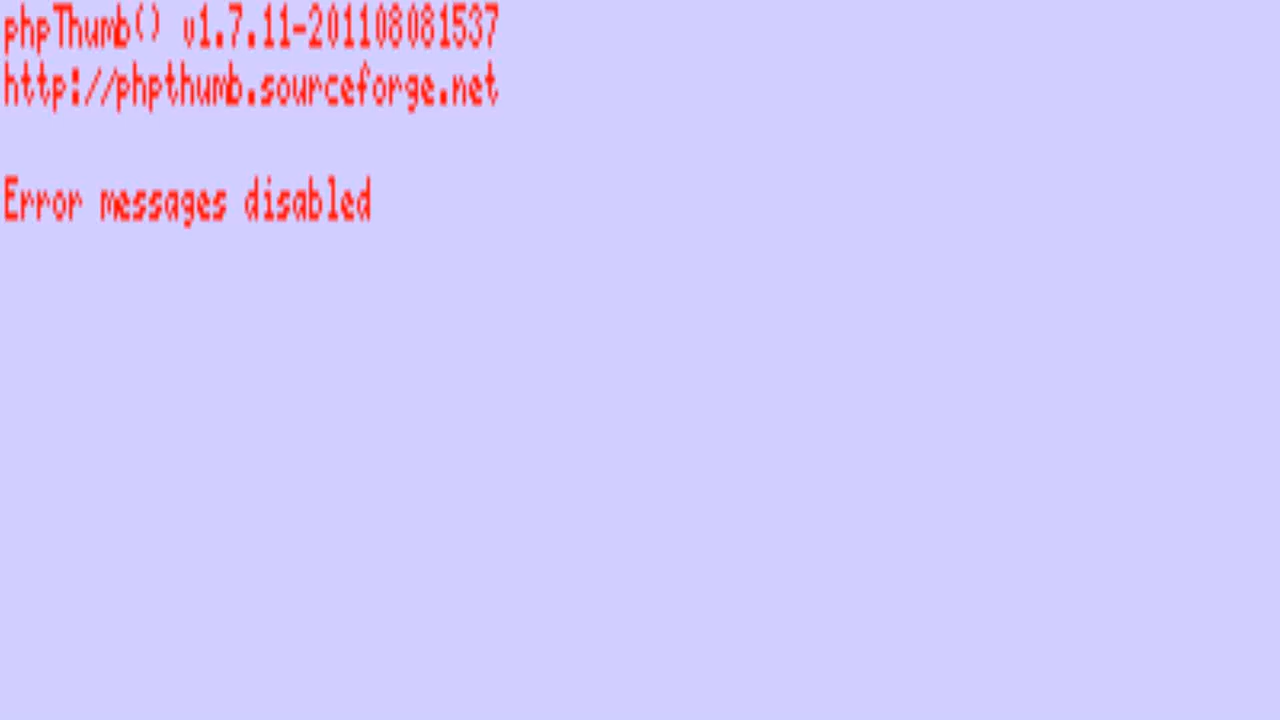 phpThumb() v1.7.11-201108081537
http://phpthumb.sourceforge.net
Error messages disabled